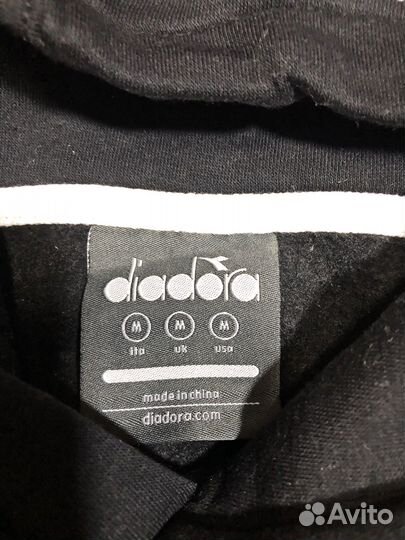 diadora
M M M
ita uk usa
made in china
diadora.com
Avito